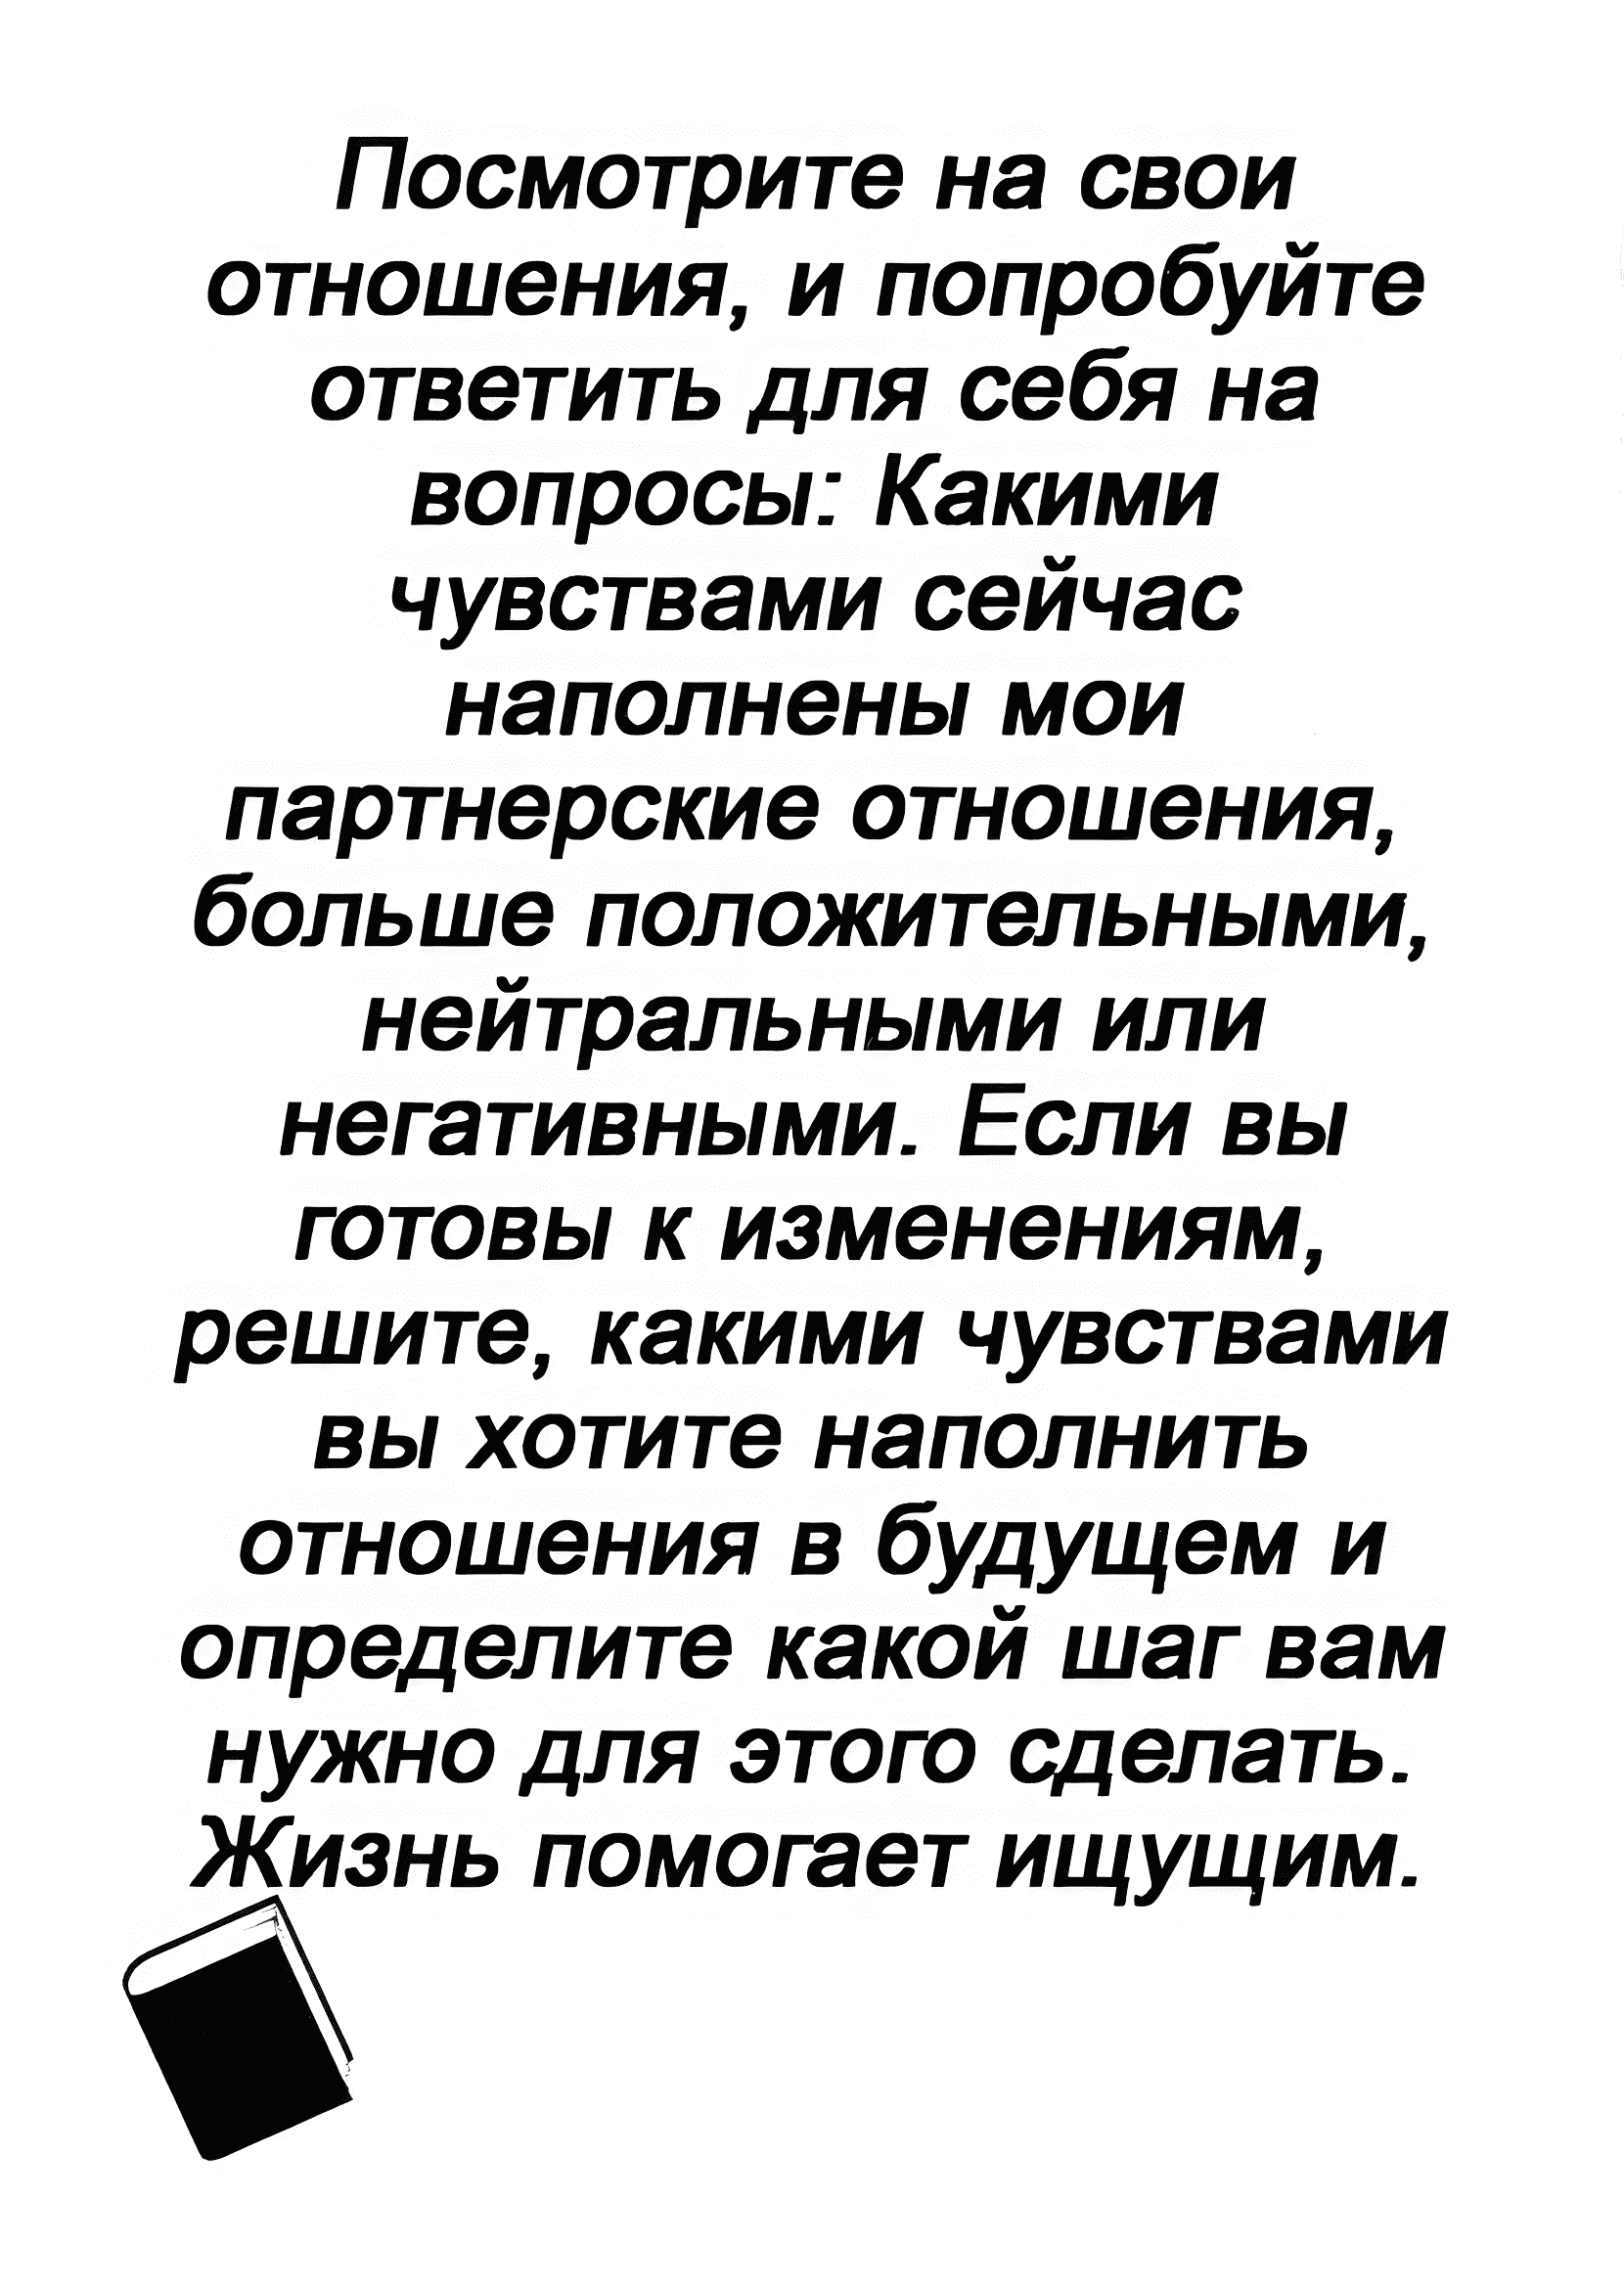 Посмотрите на свои
отношения, и попробуйте
ответить для себя на
вопросы: Какими
чувствами сейчас
наполнены мои
партнерские отношения,
больше положительными,
нейтральными или
негативными. Если вы
готовы к изменениям,
решите, какими чувствами
вы хотите наполнить
отношения в будущем и
определите какой шаг вам
нужно для этого сделать.
Жизнь помогает ищущим.